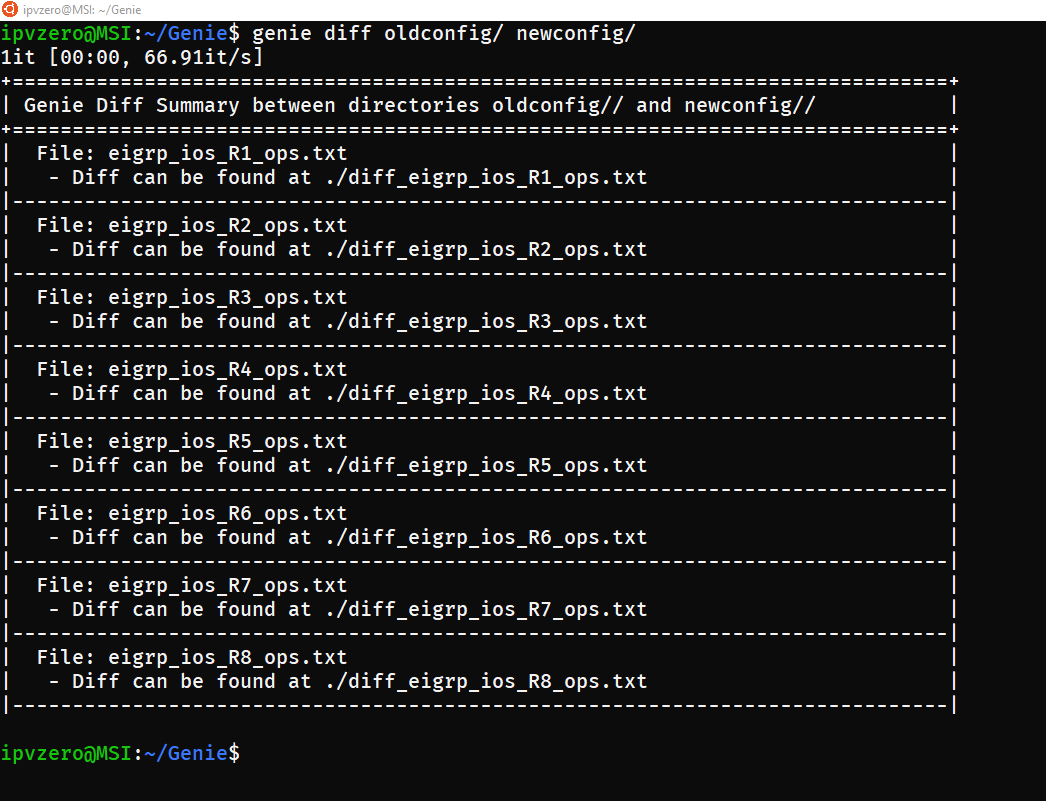 ipvzero@MSI: ~/Genie
ipvzero@MSI:~/Genie$ genie diff oldconfig/ newconfig/
1it [00:00, 66.91it/s]
+==============================================================================+
| Genie Diff Summary between directories oldconfig// and newconfig//           |
+==============================================================================+
|  File: eigrp_ios_R1_ops.txt                                                  |
|   - Diff can be found at ./diff_eigrp_ios_R1_ops.txt                         |
|------------------------------------------------------------------------------|
|  File: eigrp_ios_R2_ops.txt                                                  |
|   - Diff can be found at ./diff_eigrp_ios_R2_ops.txt                         |
|------------------------------------------------------------------------------|
|  File: eigrp_ios_R3_ops.txt                                                  |
|   - Diff can be found at ./diff_eigrp_ios_R3_ops.txt                         |
|------------------------------------------------------------------------------|
|  File: eigrp_ios_R4_ops.txt                                                  |
|   - Diff can be found at ./diff_eigrp_ios_R4_ops.txt                         |
|------------------------------------------------------------------------------|
|  File: eigrp_ios_R5_ops.txt                                                  |
|   - Diff can be found at ./diff_eigrp_ios_R5_ops.txt                         |
|------------------------------------------------------------------------------|
|  File: eigrp_ios_R6_ops.txt                                                  |
|   - Diff can be found at ./diff_eigrp_ios_R6_ops.txt                         |
|------------------------------------------------------------------------------|
|  File: eigrp_ios_R7_ops.txt                                                  |
|   - Diff can be found at ./diff_eigrp_ios_R7_ops.txt                         |
|------------------------------------------------------------------------------|
|  File: eigrp_ios_R8_ops.txt                                                  |
|   - Diff can be found at ./diff_eigrp_ios_R8_ops.txt                         |
|------------------------------------------------------------------------------|
ipvzero@MSI:~/Genie$